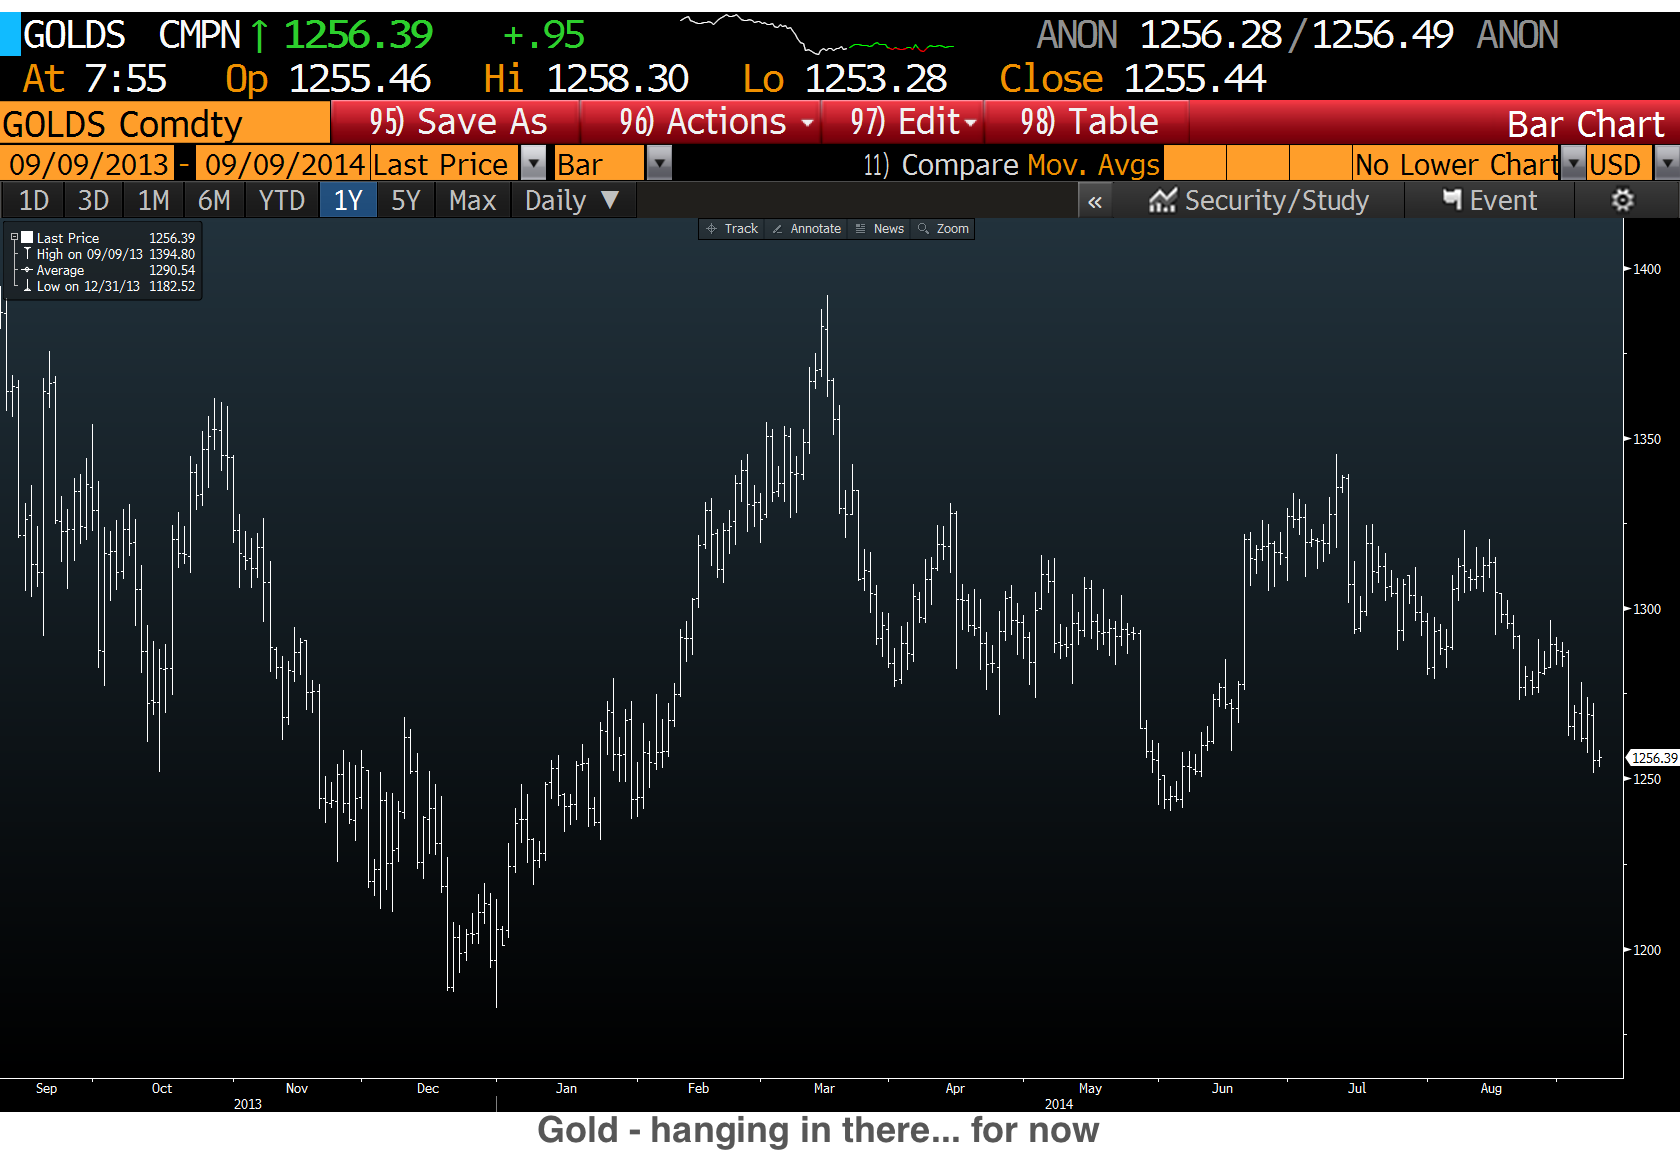 GOLDS CMPN ↑ 1256.39 +.95 ANON 1256.28/1256.49 ANON
At 7:55 Op 1255.46 Hi 1258.30 Lo 1253.28 Close 1255.44
GOLDS Comdty 95) Save As 96) Actions 97) Edit 98) Table Bar Chart
09/09/2013 - 09/09/2014 Last Price Bar 11) Compare Mov. Avgs No Lower Chart USD
1D 3D 1M 6M YTD 1Y 5Y Max Daily ▼ « Security/Study Event
Track Annotate News Zoom
Last Price 1256.39
High on 09/09/13 1394.80
Average 1290.54
Low on 12/31/13 1182.52
1400
1350
1300
1256.39
1250
1200
Sep Oct Nov Dec Jan Feb Mar Apr May Jun Jul Aug
2013 2014
Gold - hanging in there... for now